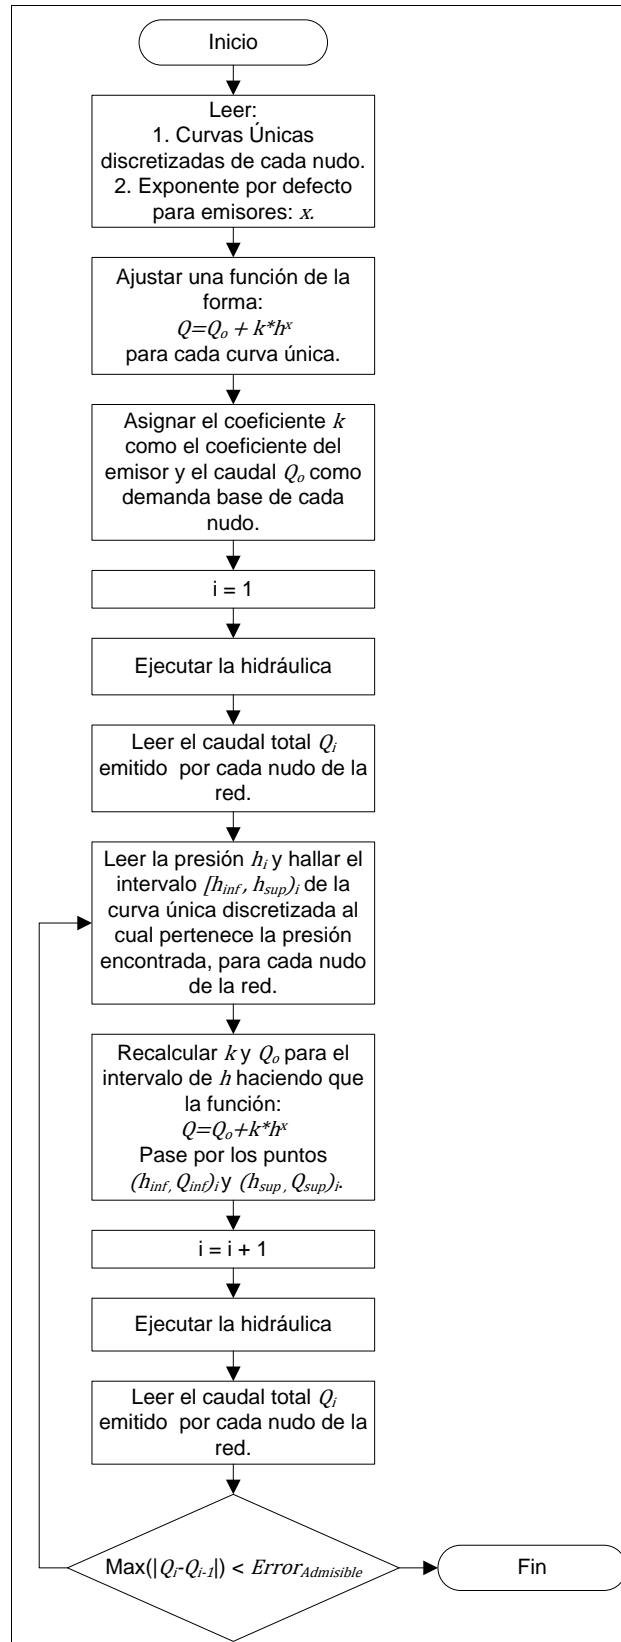 Inicio
Leer:
1. Curvas Únicas
discretizadas de cada nudo.
2. Exponente por defecto
para emisores: x.
Ajustar una función de la
forma:
Q=Qo + k*h^x
para cada curva única.
Asignar el coeficiente k
como el coeficiente del
emisor y el caudal Qo como
demanda base de cada
nudo.
i = 1
Ejecutar la hidráulica
Leer el caudal total Qi
emitido por cada nudo de la
red.
Leer la presión hi y hallar el
intervalo [hinf, hsup)i de la
curva única discretizada al
cual pertenece la presión
encontrada, para cada nudo
de la red.
Recalcular k y Qo para el
intervalo de h haciendo que
la función:
Q=Qo+k*h^x
Pase por los puntos
(hinf, Qinf)i y (hsup, Qsup)i.
i = i + 1
Ejecutar la hidráulica
Leer el caudal total Qi
emitido por cada nudo de la
red.
Max(|Qi-Qi-1|) < ErrorAdmisible
Fin